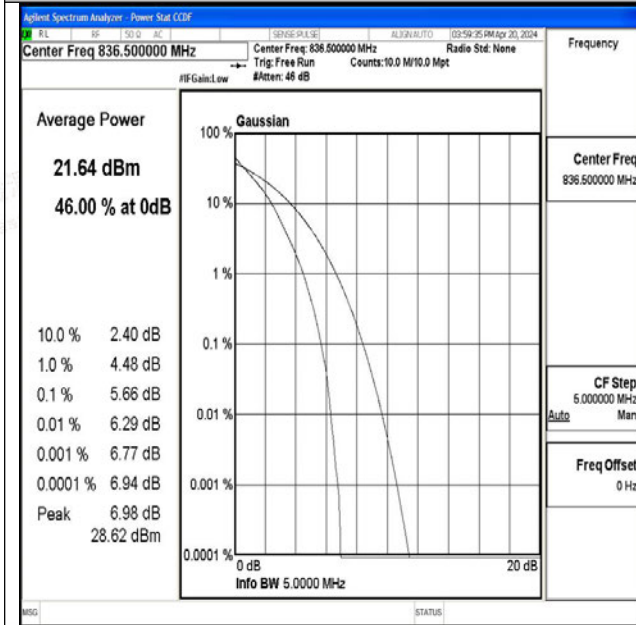 Agilent Spectrum Analyzer - Power Stat CCDF
RL RF 50 Ω AC SENSE:PULSE ALIGN AUTO 03:59:35 PM Apr 20, 2024
Center Freq 836.500000 MHz
Center Freq: 836.500000 MHz Radio Std: None
Trig: Free Run Counts:10.0 M/10.0 Mpt
#IFGain:Low #Atten: 46 dB
Frequency
Average Power
21.64 dBm
46.00 % at 0dB
10.0 % 2.40 dB
1.0 % 4.48 dB
0.1 % 5.66 dB
0.01 % 6.29 dB
0.001 % 6.77 dB
0.0001 % 6.94 dB
Peak 6.98 dB
28.62 dBm
Gaussian
100 %
10 %
1 %
0.1 %
0.01 %
0.001 %
0.0001 %
0 dB 20 dB
Info BW 5.0000 MHz
Center Freq
836.500000 MHz
CF Step
5.000000 MHz
Auto Man
Freq Offset
0 Hz
MSG STATUS